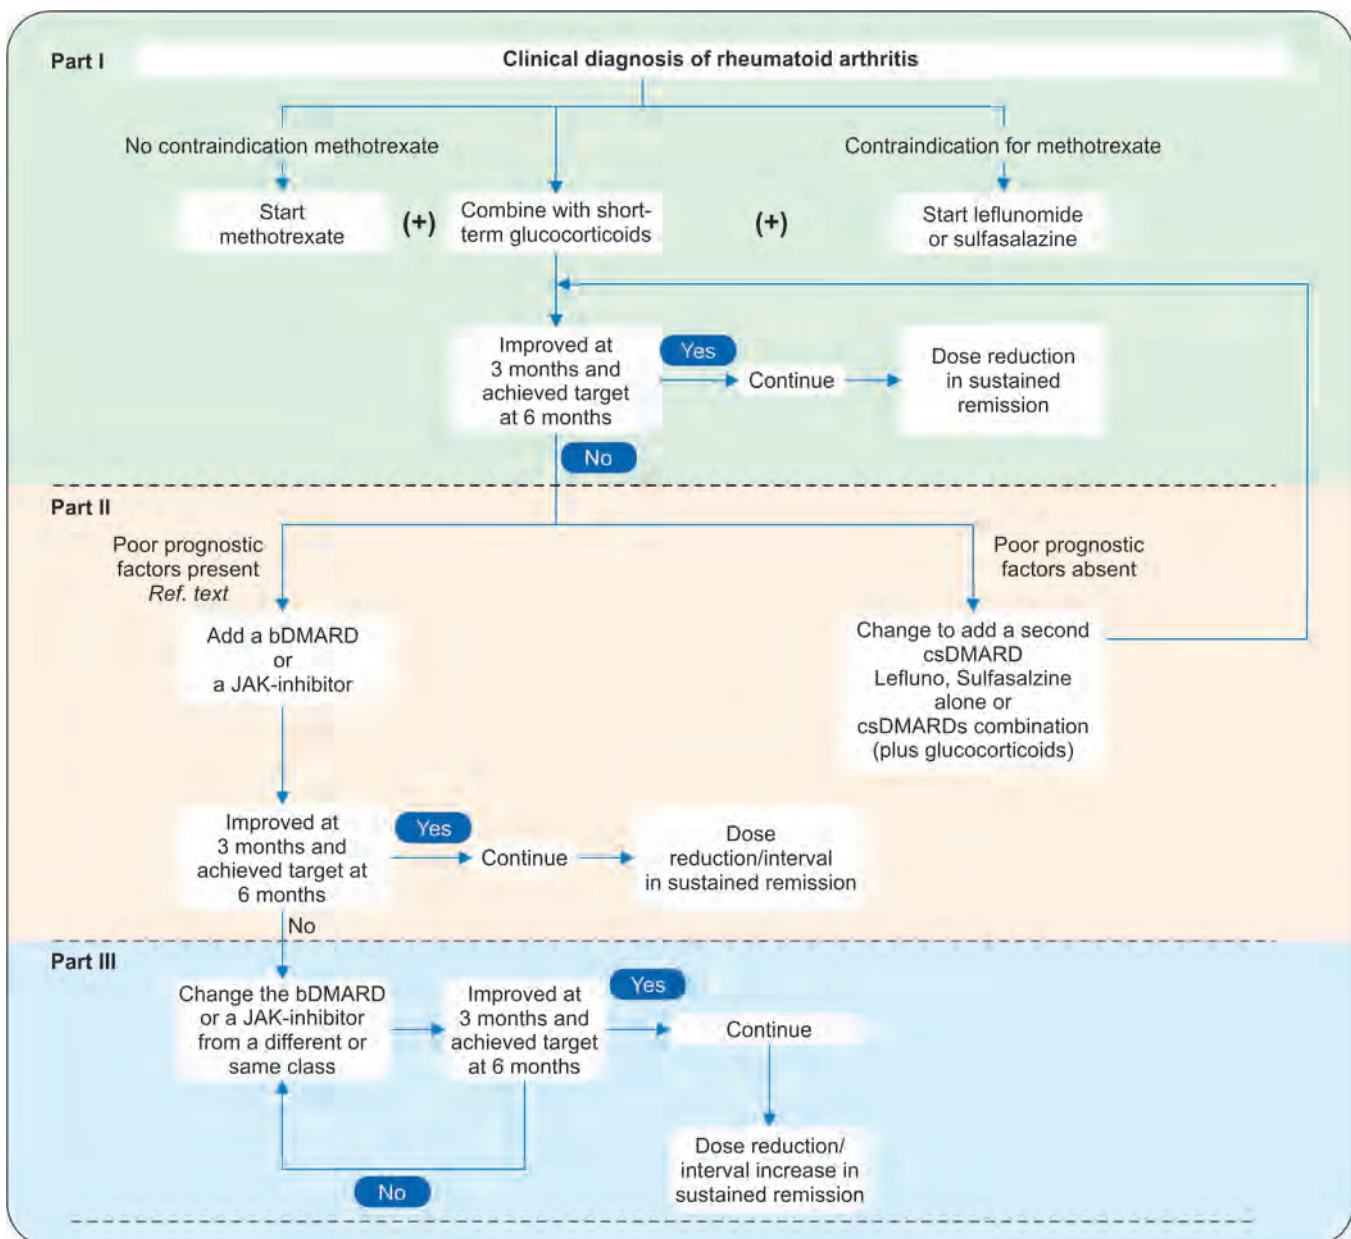 Part I
Clinical diagnosis of rheumatoid arthritis
No contraindication methotrexate
Contraindication for methotrexate
Start
methotrexate
(+)
Combine with short-
term glucocorticoids
(+)
Start leflunomide
or sulfasalazine
Improved at
3 months and
achieved target
at 6 months
Yes
Continue
Dose reduction
in sustained
remission
No
Part II
Poor prognostic
factors present
Ref. text
Poor prognostic
factors absent
Add a bDMARD
or
a JAK-inhibitor
Change to add a second
csDMARD
Lefluno, Sulfasalzine
alone or
csDMARDs combination
(plus glucocorticoids)
Improved at
3 months and
achieved target at
6 months
Yes
Continue
Dose
reduction/interval
in sustained remission
No
Part III
Change the bDMARD
or a JAK-inhibitor
from a different or
same class
Improved at
3 months and
achieved target
at 6 months
Yes
Continue
No
Dose reduction/
interval increase in
sustained remission